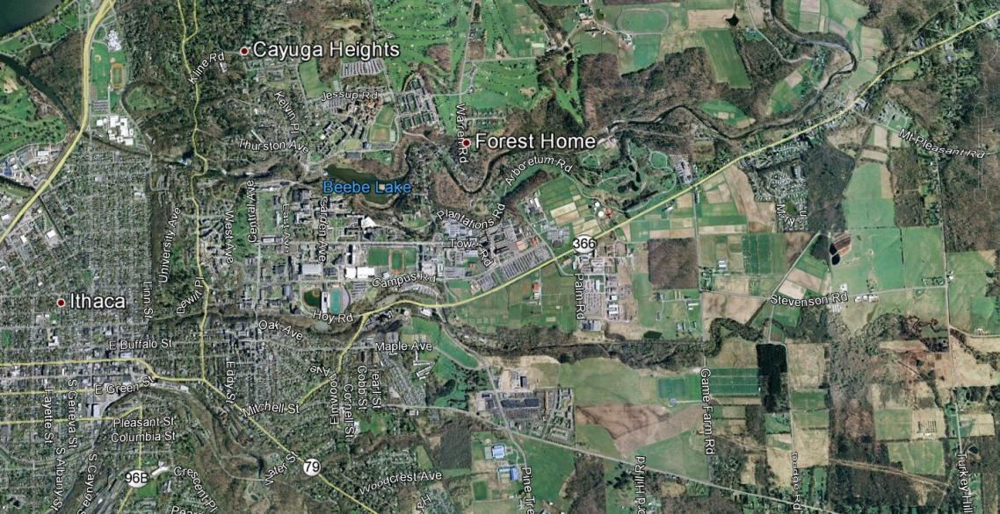 Cayuga Heights
Kline Rd
Jessup Rd
Kelvin Pl
Warren Rd
Forest Home
Mt-Pleasant Rd
Thurston Ave
Arboretum Rd
Beebe Lake
Central Ave
East Ave
Garden Ave
West Ave
University Ave
Plantations Rd
Tower Rd
366
Mary
Campus Rd
Palm Rd
Stevenson Rd
Linn St
Dewitt Pl
Ithaca
Hoy Rd
Oak Ave
Maple Ave
E Buffalo St
Eddy St
Elmwood Ave
Cornell St
Cobb St
Pearl St
Game Farm Rd
E Green St
Fayette St
S Geneva St
Mitchell St
Pleasant St
Columbia St
S Albany St
S Cayuga
Water St
79
96B
Crescent Pl
Woodcrest Ave
Pine Tre
d Hill Rd
Dodge Rd
Turkey Hill
Pea